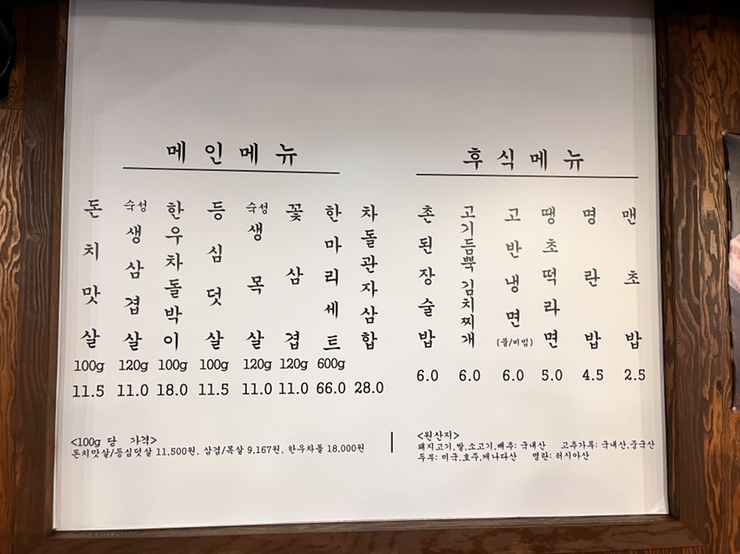 메인메뉴
돈치맛살 100g 11.5
숙성생삼겹살 120g 11.0
한우차돌박이 100g 18.0
등심덧살 100g 11.5
숙성생목살 120g 11.0
꽃삼겹 120g 11.0
한마리세트 600g 66.0
차돌관자삼합 28.0
<100g 당 가격>
돈치맛살/등심덧살 11,500원, 삼겹/목살 9,167원, 한우차돌 18,000원
후식메뉴
촌된장술밥 6.0
고기듬뿍김치찌개 6.0
고반냉면 (물/비빔) 6.0
땡초떡라면 5.0
명란밥 4.5
맨초밥 2.5
<원산지>
돼지고기,쌀,소고기,배추: 국내산 고추가루: 국내산,중국산
두부: 미국,호주,캐나다산 명란: 러시아산